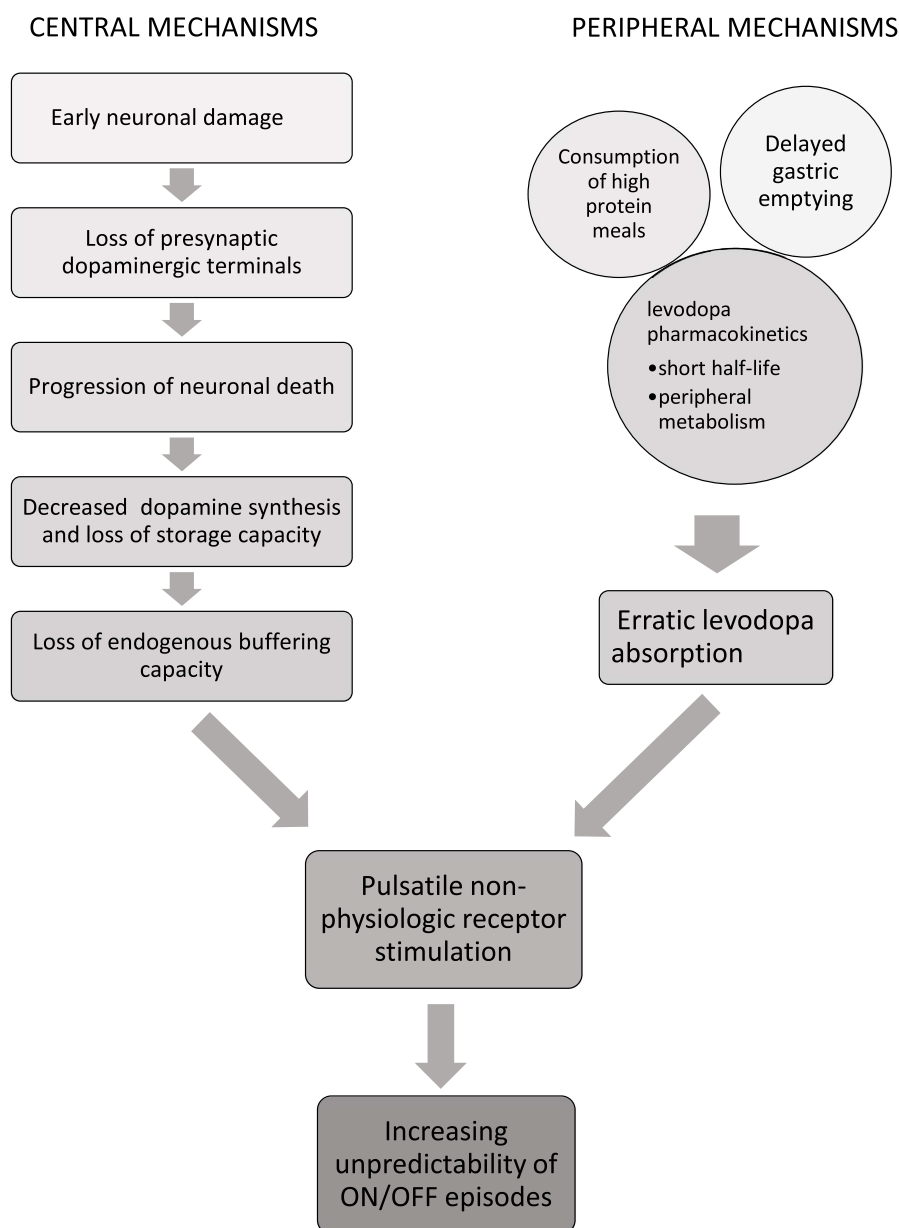 CENTRAL MECHANISMS
Early neuronal damage
Loss of presynaptic
dopaminergic terminals
Progression of neuronal death
Decreased dopamine synthesis
and loss of storage capacity
Loss of endogenous buffering
capacity
PERIPHERAL MECHANISMS
Consumption
of high
protein
meals
Delayed
gastric
emptying
levodopa
pharmacokinetics
•short half-life
•peripheral
metabolism
Erratic levodopa
absorption
Pulsatile non-
physiologic receptor
stimulation
Increasing
unpredictability of
ON/OFF episodes